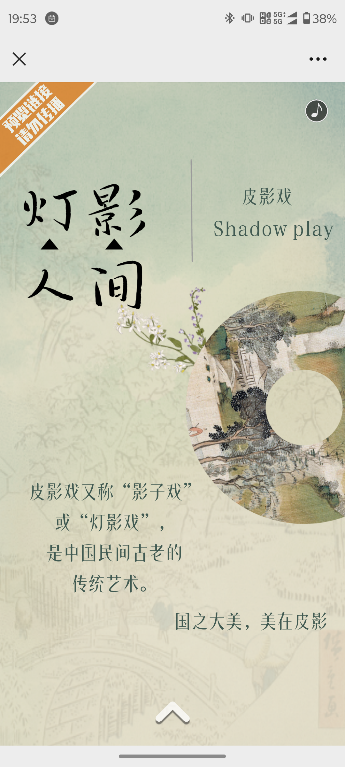 19:53
38%
预览链接
请勿传播
灯影
人间
皮影戏
Shadow play
皮影戏又称“影子戏”
或“灯影戏”，
是中国民间古老的
传统艺术。
国之大美，美在皮影